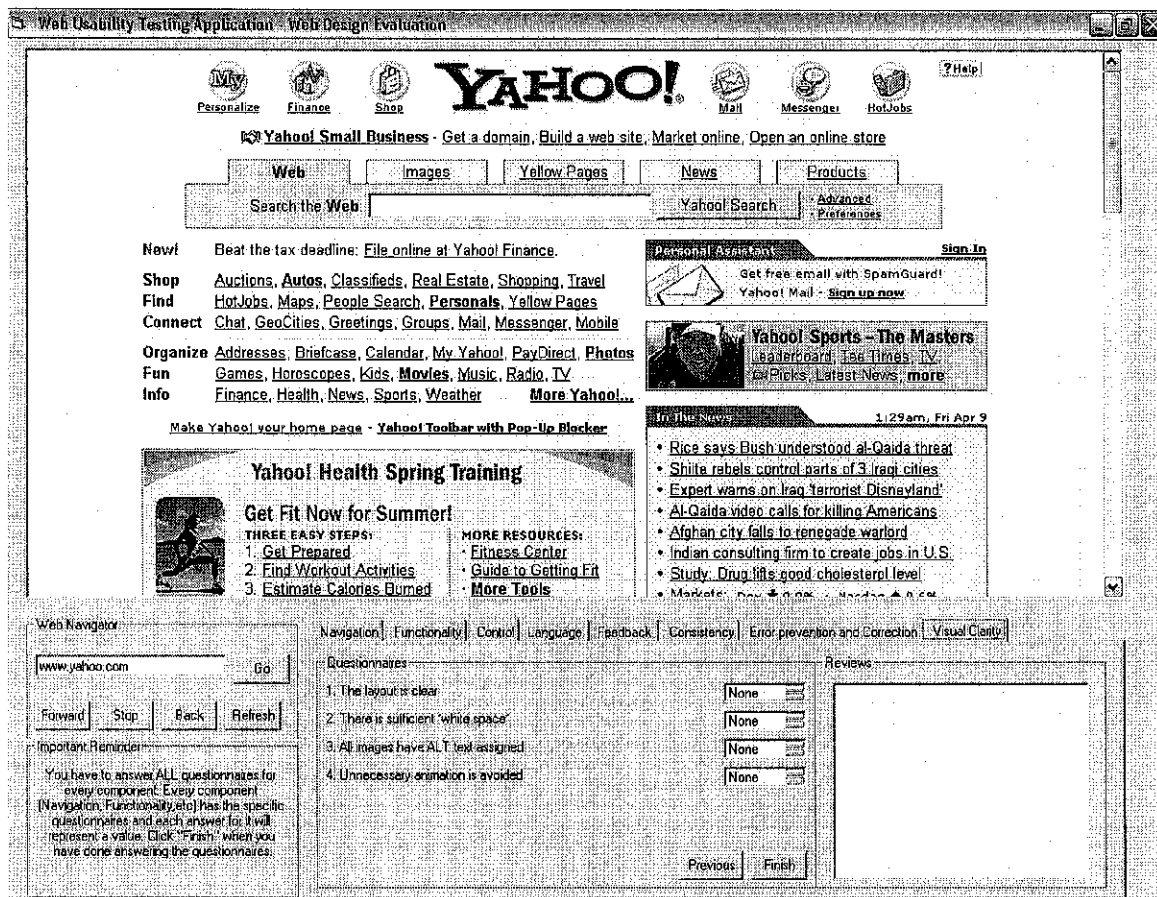 Web Usability Testing Application - Web Design Evaluation
My
YAHOO!
? Help
Personalize Finance Shop Mail Messenger HotJobs
Yahoo! Small Business - Get a domain, Build a web site, Market online, Open an online store
Web Images Yellow Pages News Products
Search the Web: Yahoo! Search
· Advanced
· Preferences
New! Beat the tax deadline: File online at Yahoo! Finance.
Shop Auctions, Autos, Classifieds, Real Estate, Shopping, Travel
Find HotJobs, Maps, People Search, Personals, Yellow Pages
Connect Chat, GeoCities, Greetings, Groups, Mail, Messenger, Mobile
Organize Addresses, Briefcase, Calendar, My Yahoo!, PayDirect, Photos
Fun Games, Horoscopes, Kids, Movies, Music, Radio, TV
Info Finance, Health, News, Sports, Weather More Yahoo!...
Make Yahoo! your home page - Yahoo! Toolbar with Pop-Up Blocker
Yahoo! Health Spring Training
Get Fit Now for Summer!
THREE EASY STEPS:
1. Get Prepared
2. Find Workout Activities
3. Estimate Calories Burned
MORE RESOURCES:
· Fitness Center
· Guide to Getting Fit
· More Tools
Personal Assistant Sign In
Get free email with SpamGuard!
Yahoo! Mail - Sign up now
Yahoo! Sports - The Masters
Leaderboard, Tee Times, TV,
Picks, Latest News, more
In the News 1:29am, Fri Apr 9
• Rice says Bush understood al-Qaida threat
• Shiite rebels control parts of 3 Iraqi cities
• Expert warns on Iraq 'terrorist Disneyland'
• Al-Qaida video calls for killing Americans
• Afghan city falls to renegade warlord
• Indian consulting firm to create jobs in U.S.
• Study: Drug lifts good cholesterol level
• Markets: Dow Nasdaq
Web Navigator
www.yahoo.com Go
Forward Stop Back Refresh
Important Reminder
You have to answer ALL questionnaires for
every component. Every component
(Navigation, Functionality,etc) has the specific
questionnaires and each answer for it will
represent a value. Click "Finish" when you
have done answering the questionnaires.
Navigation Functionality Control Language Feedback Consistency Error prevention and Correction Visual Clarity
Questionnaires
1. The layout is clear None
2. There is sufficient 'white space' None
3. All images have ALT text assigned None
4. Unnecessary animation is avoided None
Previous Finish
Reviews